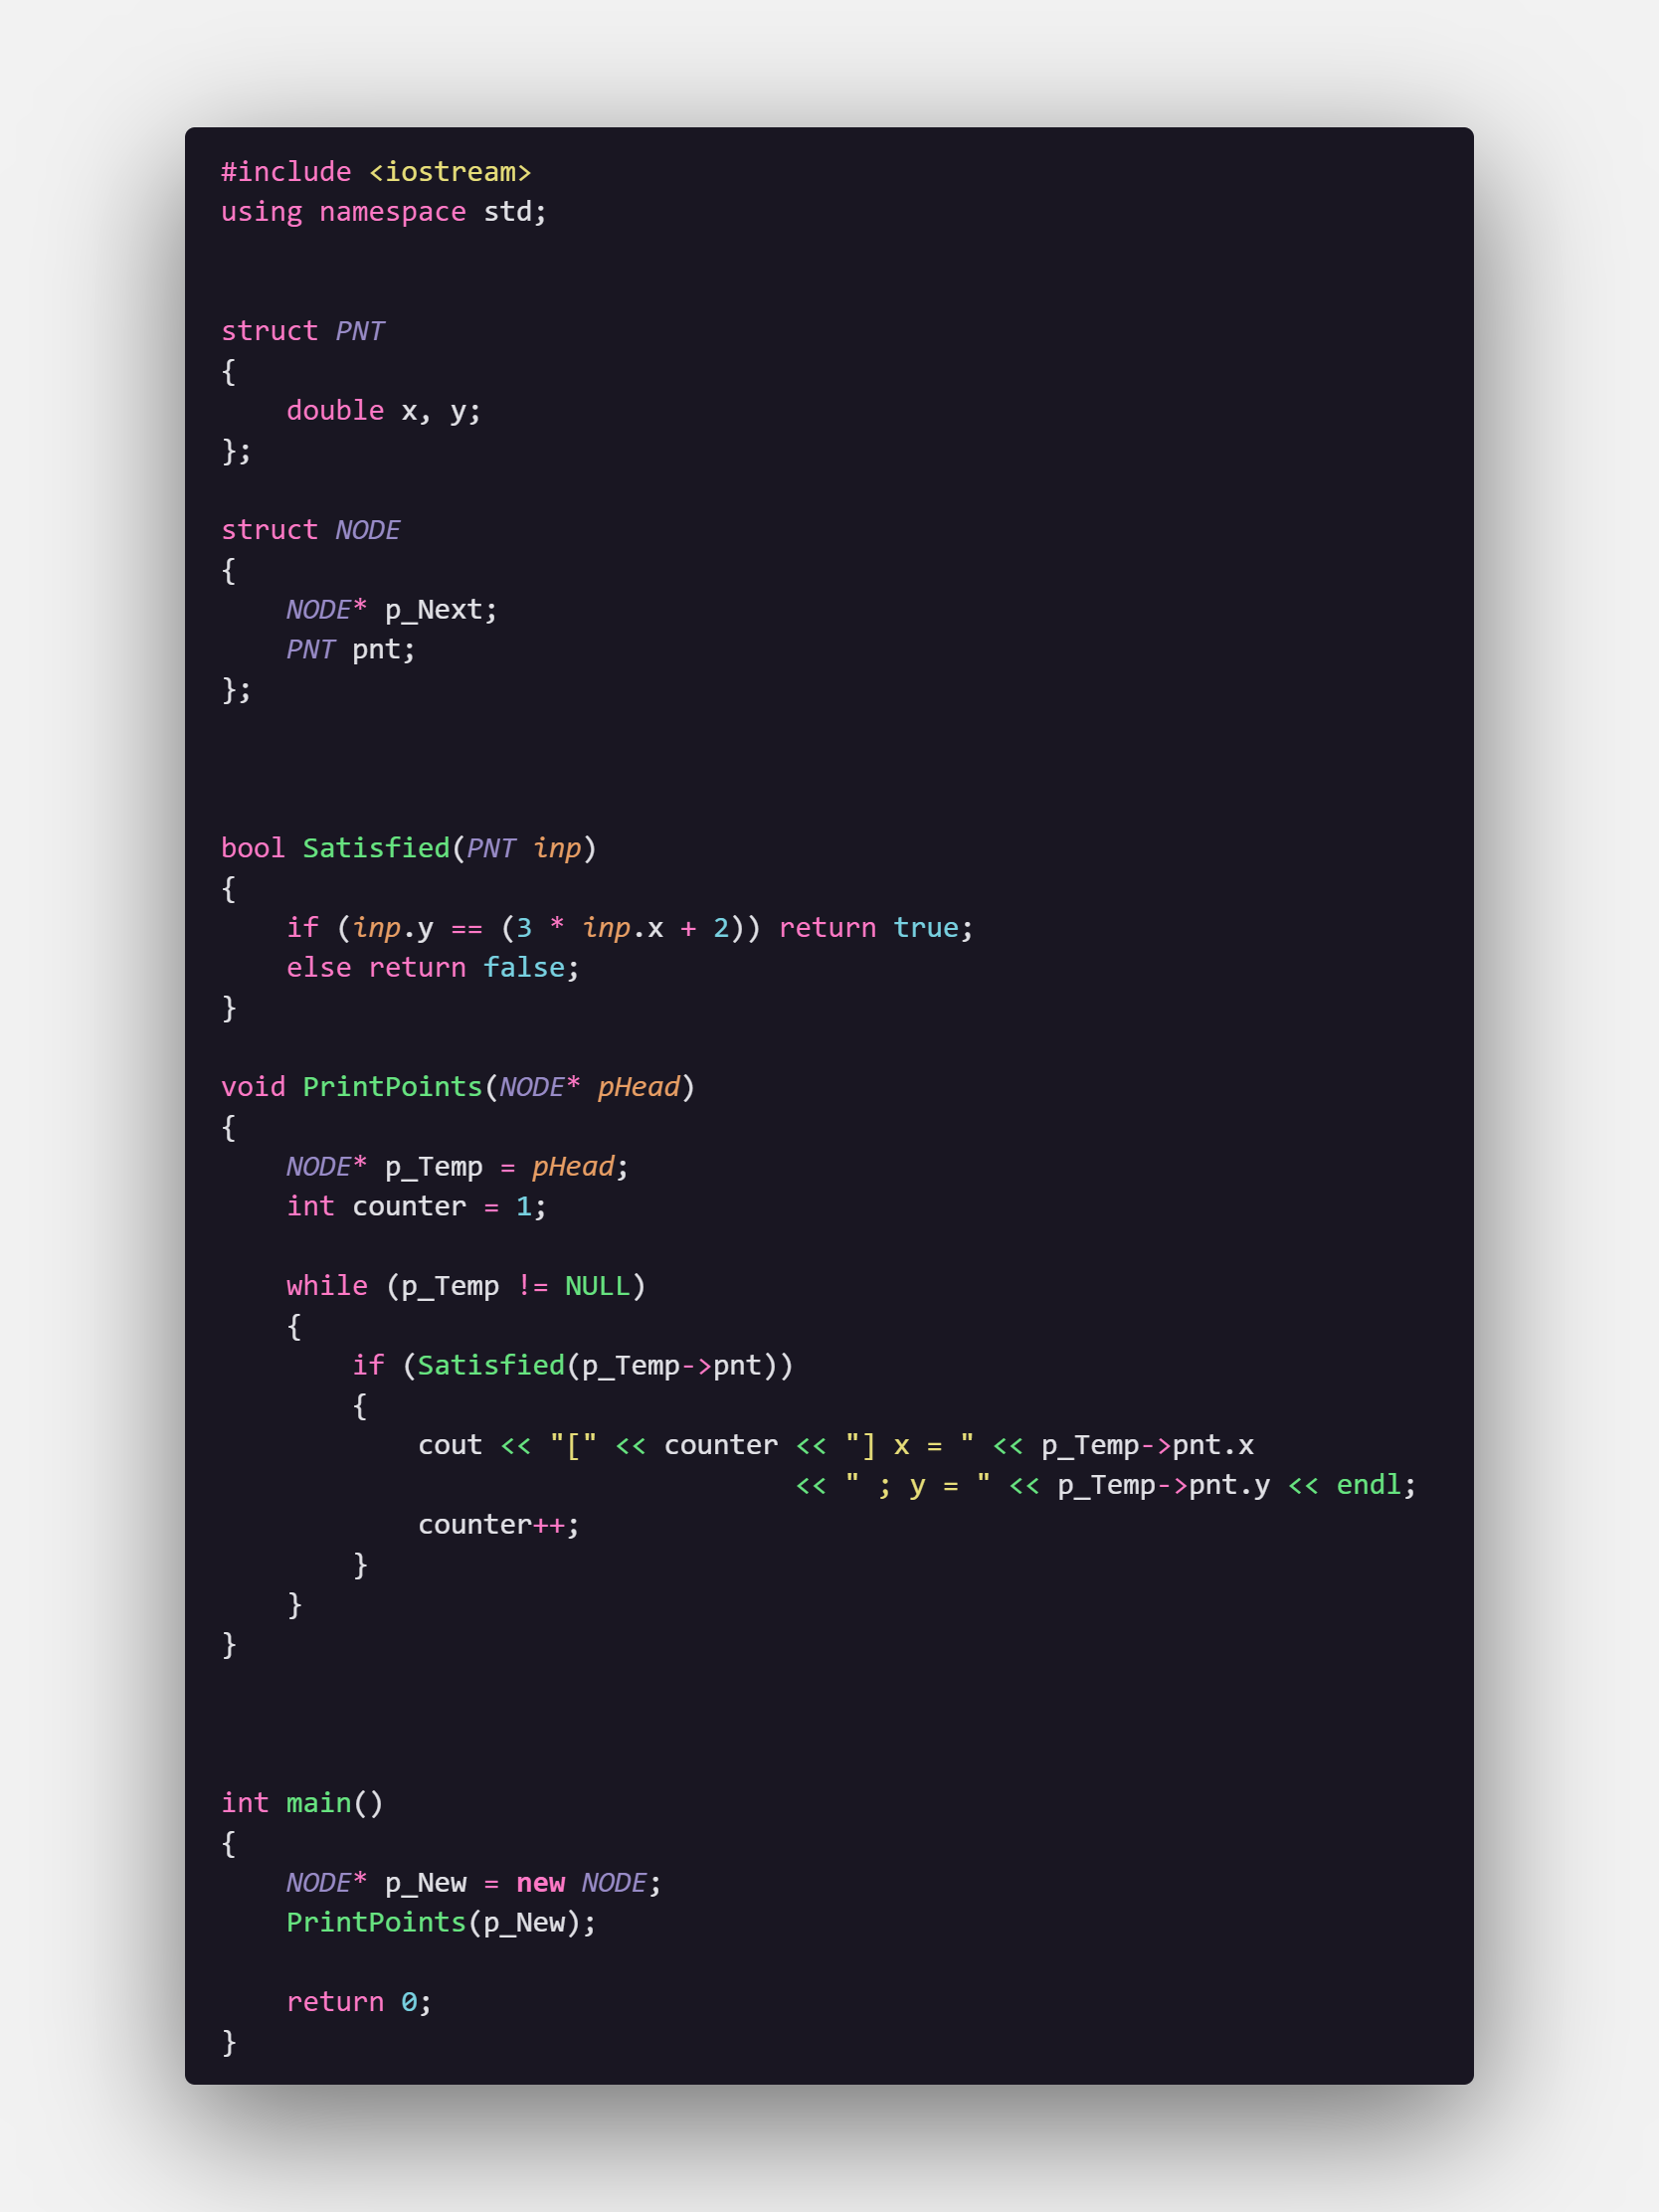 #include <iostream>
using namespace std;
struct PNT
{
    double x, y;
};
struct NODE
{
    NODE* p_Next;
    PNT pnt;
};
bool Satisfied(PNT inp)
{
    if (inp.y == (3 * inp.x + 2)) return true;
    else return false;
}
void PrintPoints(NODE* pHead)
{
    NODE* p_Temp = pHead;
    int counter = 1;
    while (p_Temp != NULL)
    {
        if (Satisfied(p_Temp->pnt))
        {
            cout << "[" << counter << "] x = " << p_Temp->pnt.x
                                   << " ; y = " << p_Temp->pnt.y << endl;
            counter++;
        }
    }
}
int main()
{
    NODE* p_New = new NODE;
    PrintPoints(p_New);
    return 0;
}